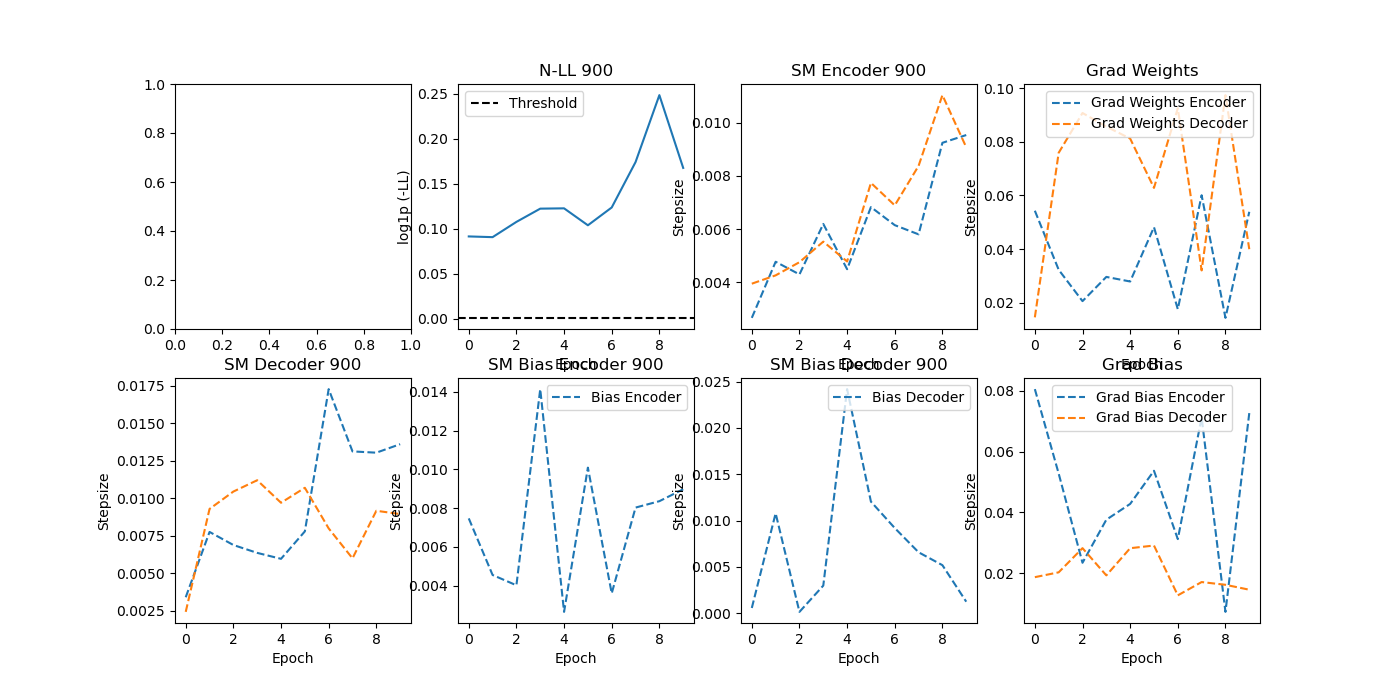 N-LL 900
SM Encoder 900
Grad Weights
1.0
0.8
0.6
0.4
0.2
0.0
0.0 0.2 0.4 0.6 0.8 1.0
log1p (-LL)
0.25
0.20
0.15
0.10
0.05
0.00
Threshold
0 2 4 6 8
Epoch
Stepsize
0.010
0.008
0.006
0.004
0 2 4 6 8
Epoch
Stepsize
0.10
0.08
0.06
0.04
0.02
Grad Weights Encoder
Grad Weights Decoder
0 2 4 6 8
Epoch
SM Decoder 900
SM Bias Encoder 900
SM Bias Decoder 900
Grad Bias
Stepsize
0.0175
0.0150
0.0125
0.0100
0.0075
0.0050
0.0025
0 2 4 6 8
Epoch
Stepsize
0.014
0.012
0.010
0.008
0.006
0.004
Bias Encoder
0 2 4 6 8
Epoch
Stepsize
0.025
0.020
0.015
0.010
0.005
0.000
Bias Decoder
0 2 4 6 8
Epoch
Stepsize
0.08
0.06
0.04
0.02
Grad Bias Encoder
Grad Bias Decoder
0 2 4 6 8
Epoch